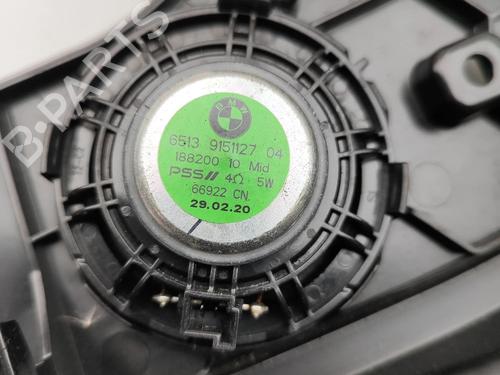 BMW
6513 9151127 04
188200 10 Mid
PSS// 4Ω 5W
66922 CN.
29.02.20
B-PARTS